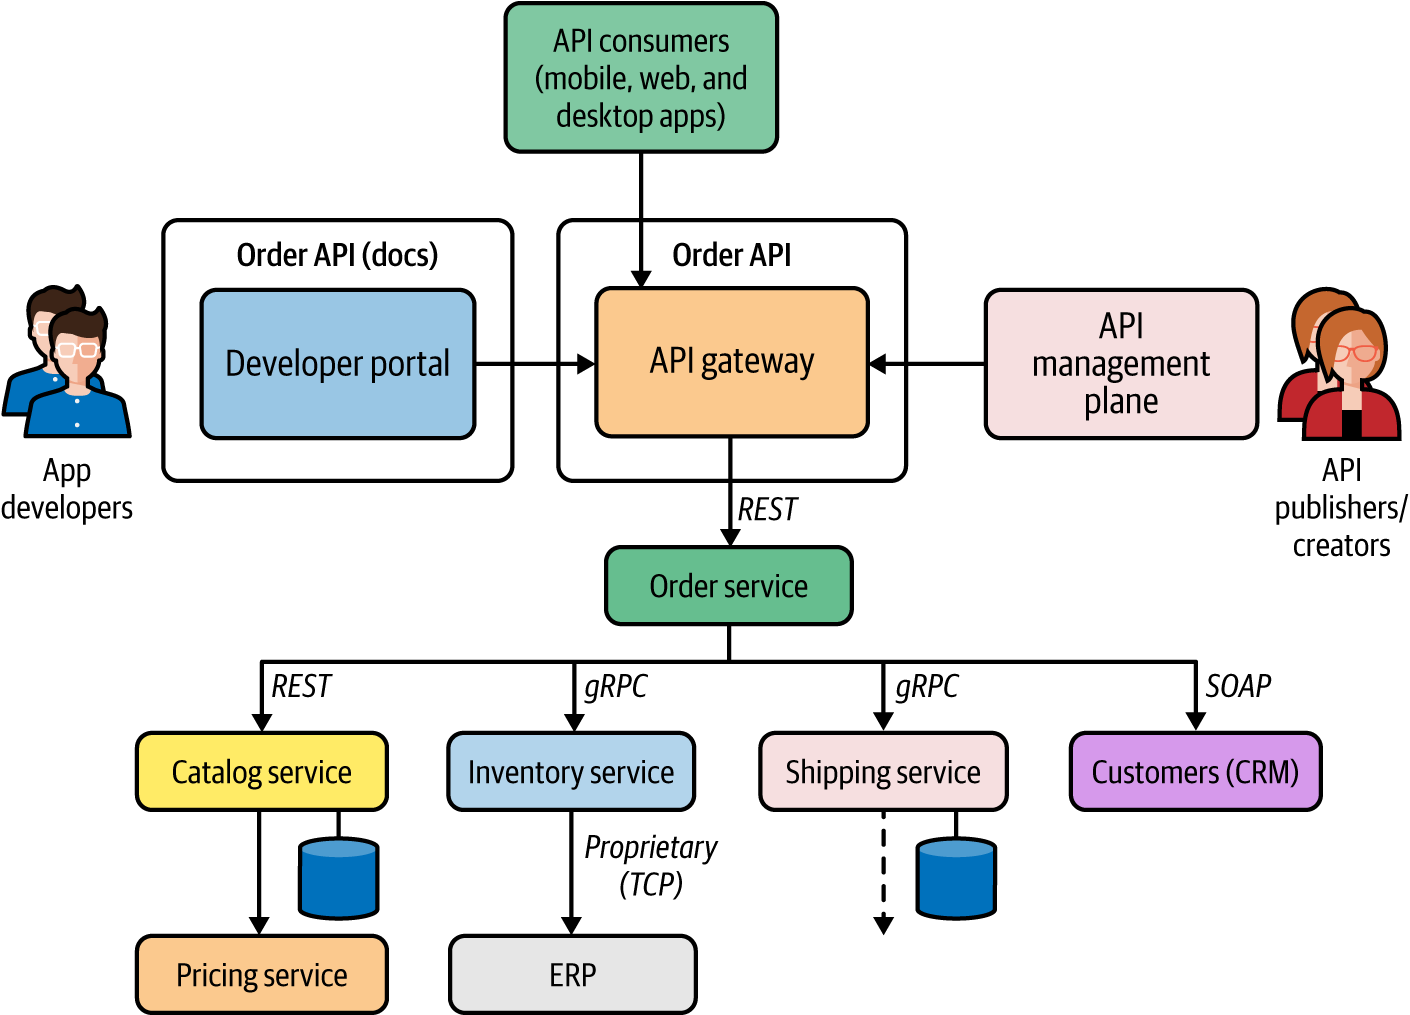 API consumers
(mobile, web, and
desktop apps)
Order API (docs)
Order API
Developer portal
API gateway
API
management
plane
App
developers
API
publishers/
creators
REST
Order service
REST
gRPC
gRPC
SOAP
Catalog service
Inventory service
Shipping service
Customers (CRM)
Proprietary
(TCP)
Pricing service
ERP